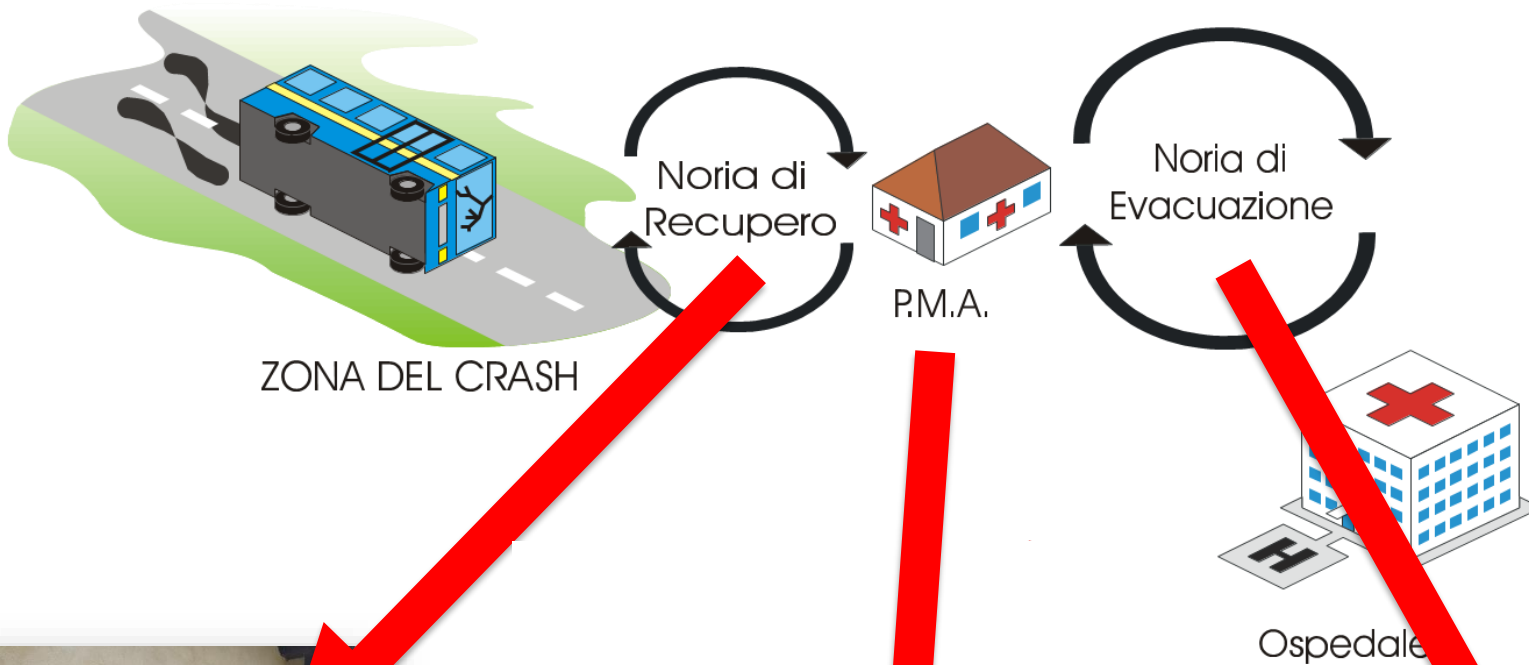 Noria di
Recupero
Noria di
Evacuazione
P.M.A.
ZONA DEL CRASH
H
Ospedale